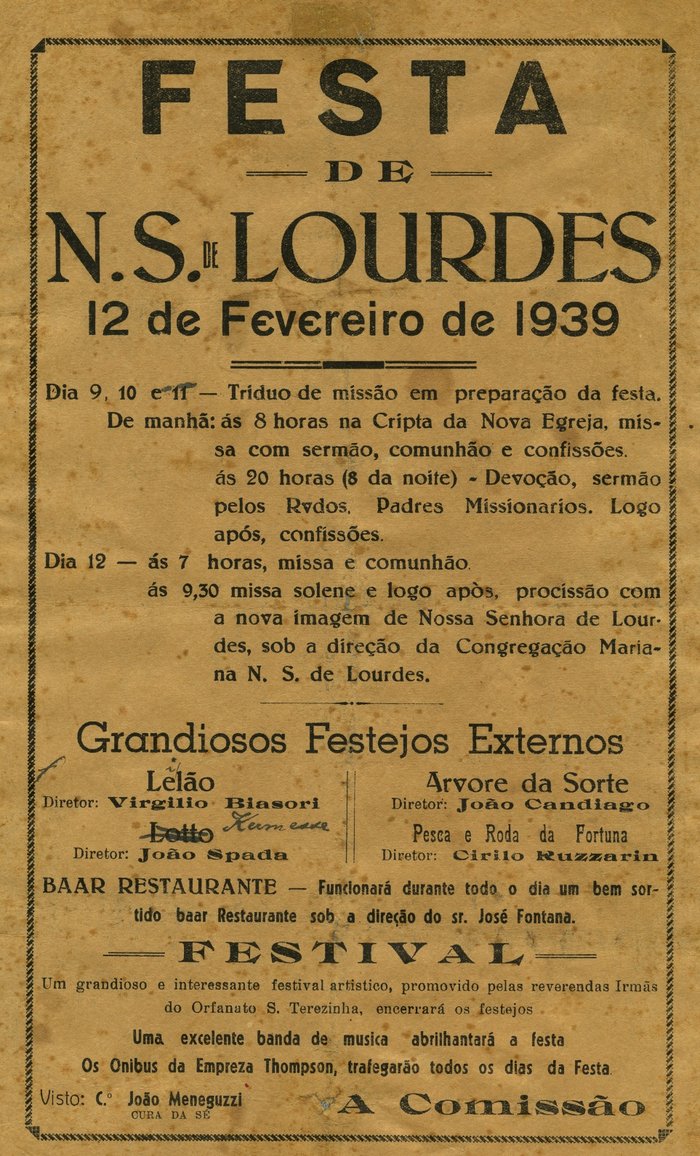 FESTA
DE
N. S. DE LOURDES
12 de Fevereiro de 1939
Dia 9, 10 e 11 — Triduo de missão em preparação da festa.
De manhã: ás 8 horas na Cripta da Nova Egreja, mis-
sa com sermão, comunhão e confissões.
ás 20 horas (8 da noite) - Devoção, sermão
pelos Rvdos. Padres Missionarios. Logo
após, confissões.
Dia 12 — ás 7 horas, missa e comunhão.
ás 9,30 missa solene e logo após, procissão com
a nova imagem de Nossa Senhora de Lour-
des, sob a direção da Congregação Maria-
na N. S. de Lourdes.
Grandiosos Festejos Externos
Lelão
Diretor: Virgilio Biasori
Lotto Kermesse
Diretor: João Spada
Arvore da Sorte
Diretor: João Candiago
Pesca e Roda da Fortuna
Diretor: Cirilo Ruzzarin
BAAR RESTAURANTE — Funcionará durante todo o dia um bem sor-
tido baar Restaurante sob a direção do sr. José Fontana.
FESTIVAL
Um grandioso e interessante festival artistico, promovido pelas reverendas Irmãs
do Orfanato S. Terezinha, encerrará os festejos
Uma excelente banda de musica abrilhantará a festa
Os Onibus da Empreza Thompson, trafegarão todos os dias da Festa.
Visto: C.º João Meneguzzi
CURA DA SÉ
A Comissão